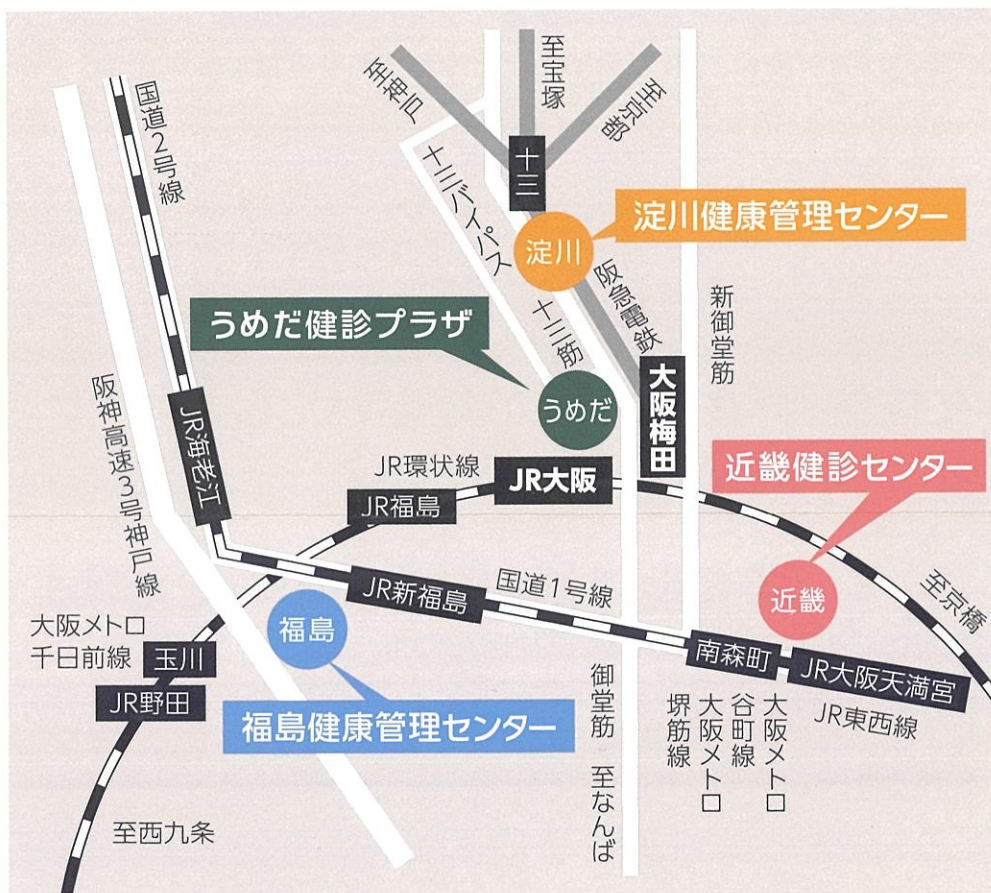 国道2号線
至神戸
至宝塚
至京都
十三
十三バイパス
淀川
淀川健康管理センター
阪急電鉄
十三筋
新御堂筋
うめだ健診プラザ
うめだ
大阪梅田
阪神高速3号神戸線
JR海老江
JR環状線
JR大阪
JR福島
近畿健診センター
近畿
至京橋
JR新福島
国道1号線
福島
福島健康管理センター
大阪メトロ
千日前線
玉川
JR野田
南森町
JR大阪天満宮
JR東西線
大阪メトロ
谷町線
大阪メトロ
堺筋線
御堂筋
至なんば
至西九条